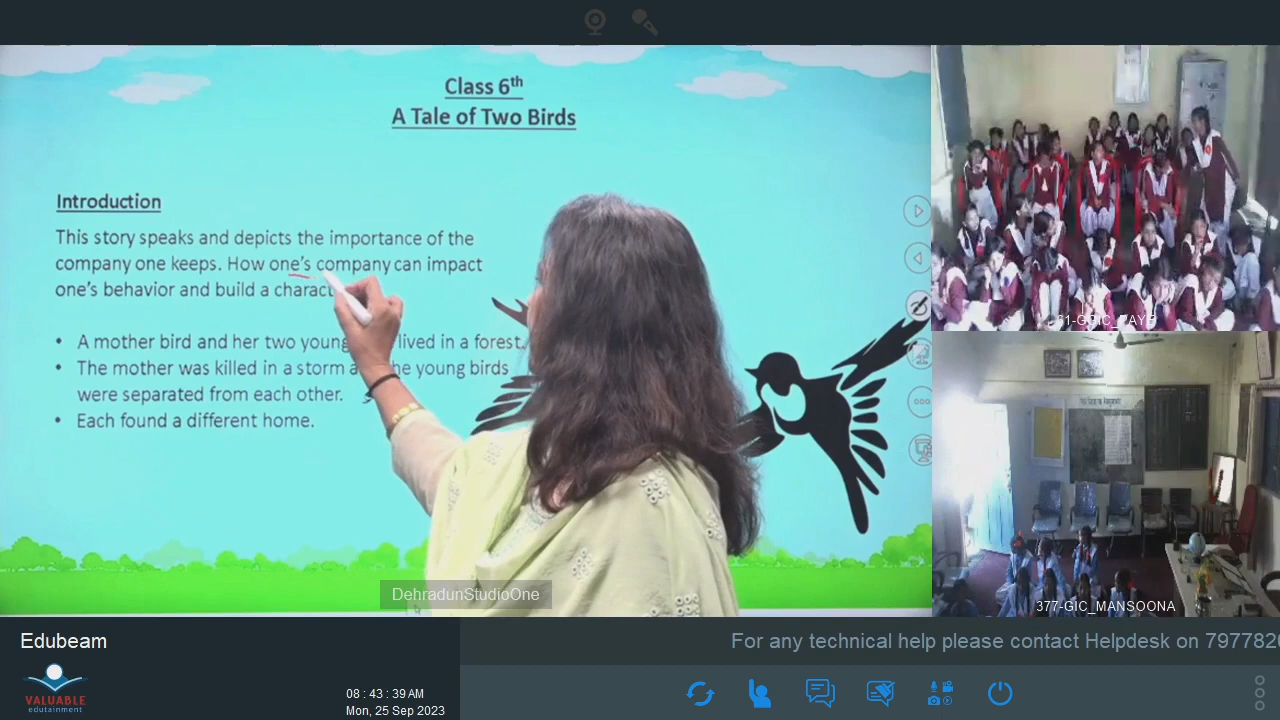 Class 6th
A Tale of Two Birds
Introduction
This story speaks and depicts the importance of the
company one keeps. How one's company can impact
one's behavior and build a charact
• A mother bird and her two young lived in a forest.
• The mother was killed in a storm a he young birds
were separated from each other.
• Each found a different home.
DehradunStudioOne
377-GIC_MANSOONA
Edubeam
For any technical help please contact Helpdesk on 797782
VALUABLE
edutainment
08 : 43 : 39 AM
Mon, 25 Sep 2023